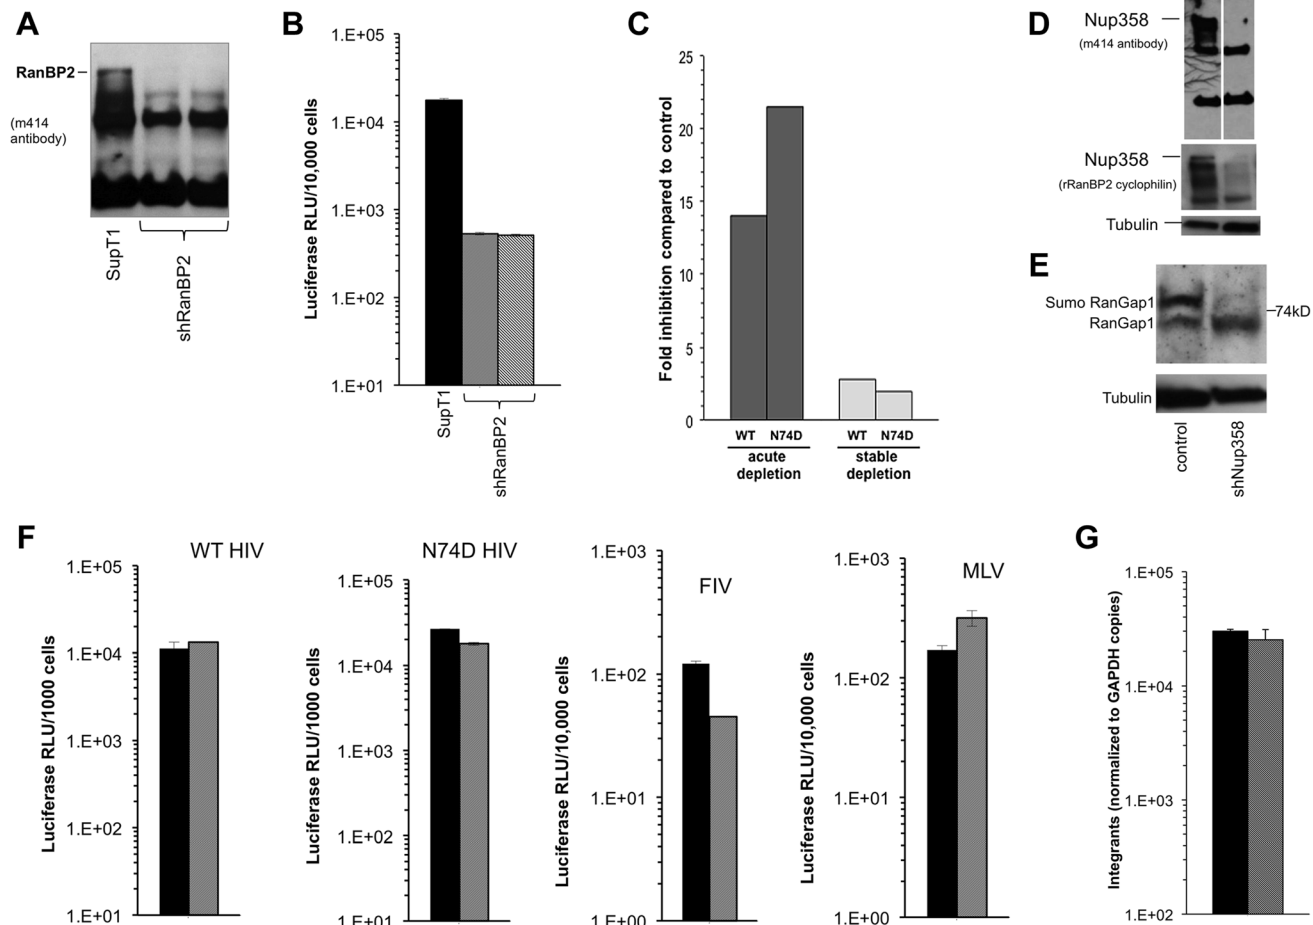 A
RanBP2
(m414
antibody)
SupT1
shRanBP2
B
1.E+05
1.E+04
1.E+03
1.E+02
1.E+01
Luciferase RLU/10,000 cells
SupT1
shRanBP2
C
25
20
15
10
5
0
Fold inhibition compared to control
WT N74D WT N74D
acute
depletion
stable
depletion
D
Nup358
(m414 antibody)
Nup358
(rRanBP2 cyclophilin)
Tubulin
E
Sumo RanGap1
RanGap1
74kD
Tubulin
control
shNup358
F
WT HIV
1.E+05
1.E+04
1.E+03
1.E+02
1.E+01
Luciferase RLU/1000 cells
N74D HIV
1.E+05
1.E+04
1.E+03
1.E+02
1.E+01
Luciferase RLU/1000 cells
FIV
1.E+03
1.E+02
1.E+01
1.E+00
Luciferase RLU/10,000 cells
MLV
1.E+03
1.E+02
1.E+01
1.E+00
Luciferase RLU/10,000 cells
G
1.E+05
1.E+04
1.E+03
1.E+02
Integrants (normalized to GAPDH copies)